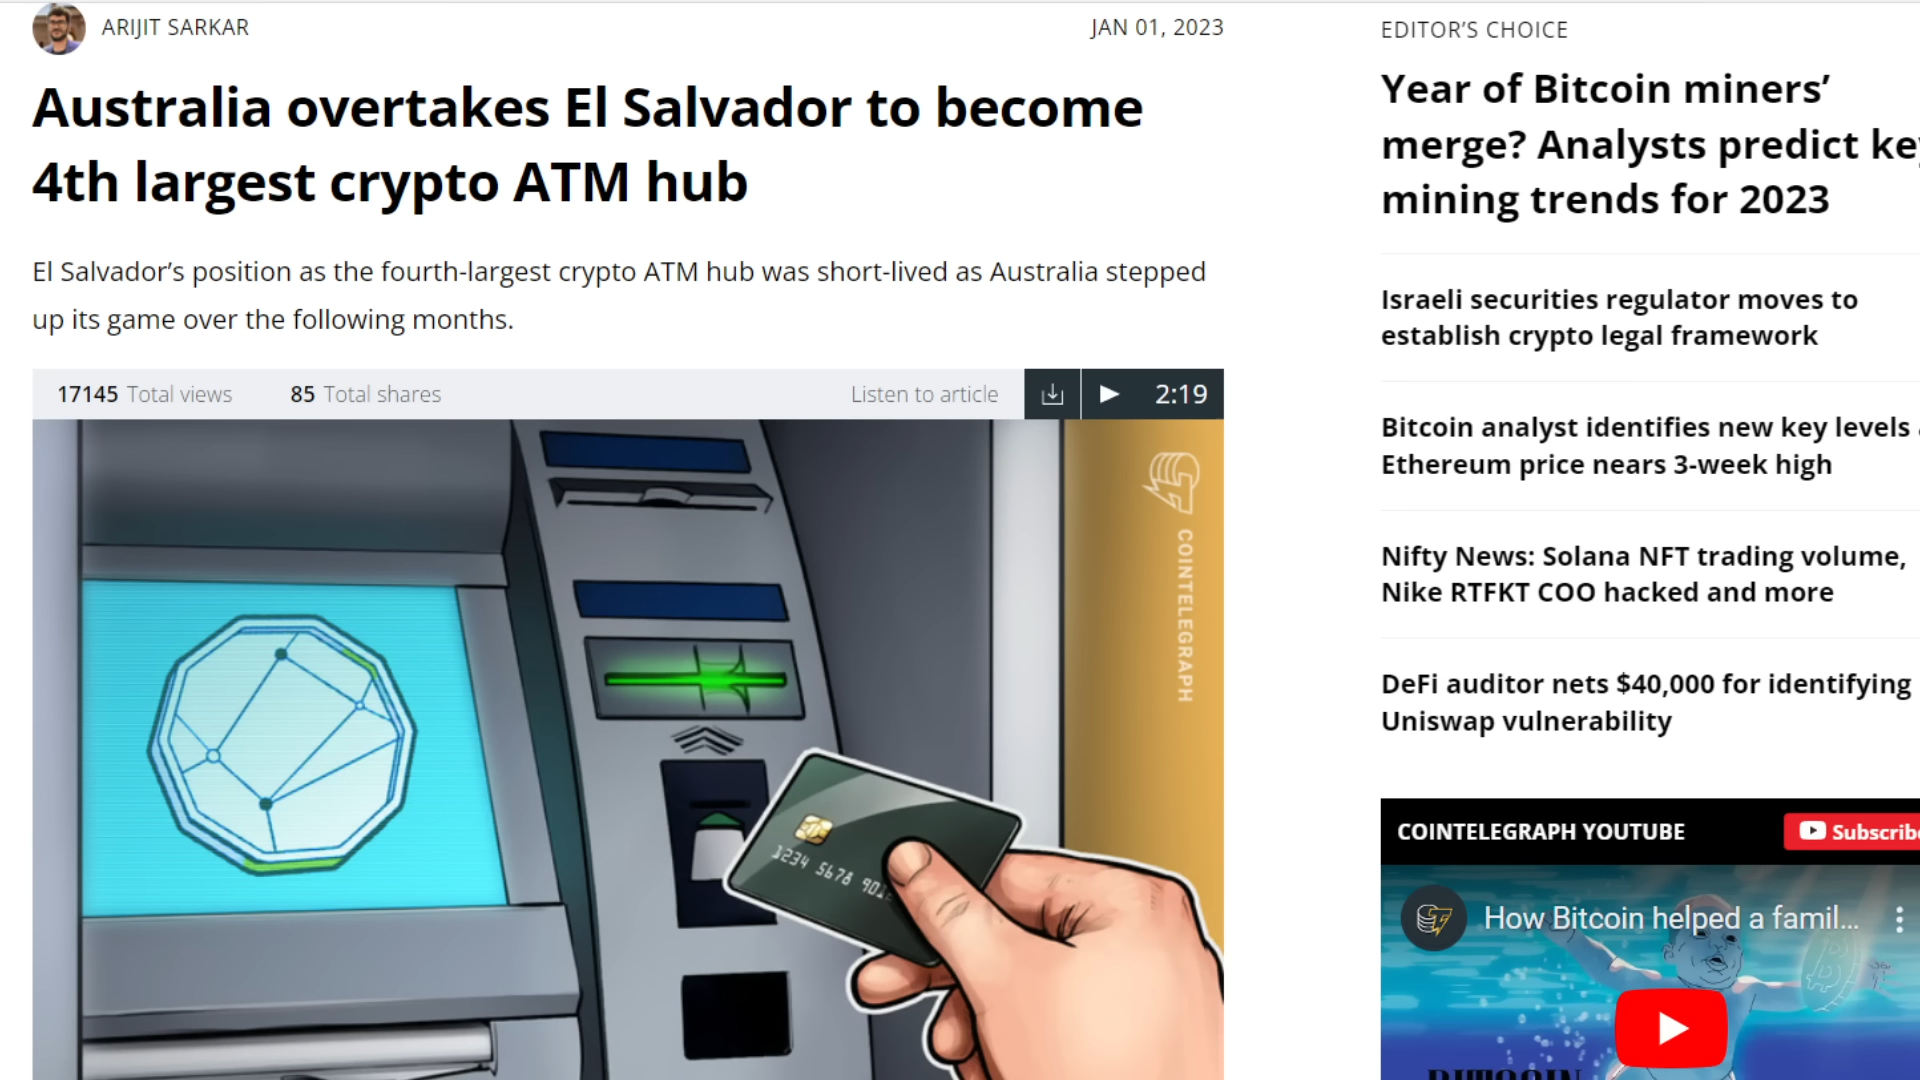 ARIJIT SARKAR
JAN 01, 2023
Australia overtakes El Salvador to become
4th largest crypto ATM hub
El Salvador’s position as the fourth-largest crypto ATM hub was short-lived as Australia stepped
up its game over the following months.
17145 Total views 85 Total shares Listen to article 2:19
COINTELEGRAPH
1234 5678 901
EDITOR’S CHOICE
Year of Bitcoin miners’
merge? Analysts predict
mining trends for 2023
Israeli securities regulator moves to
establish crypto legal framework
Bitcoin analyst identifies new key levels
Ethereum price nears 3-week high
Nifty News: Solana NFT trading volume,
Nike RTFKT COO hacked and more
DeFi auditor nets $40,000 for identifying
Uniswap vulnerability
COINTELEGRAPH YOUTUBE
Subscribe
How Bitcoin helped a famil...